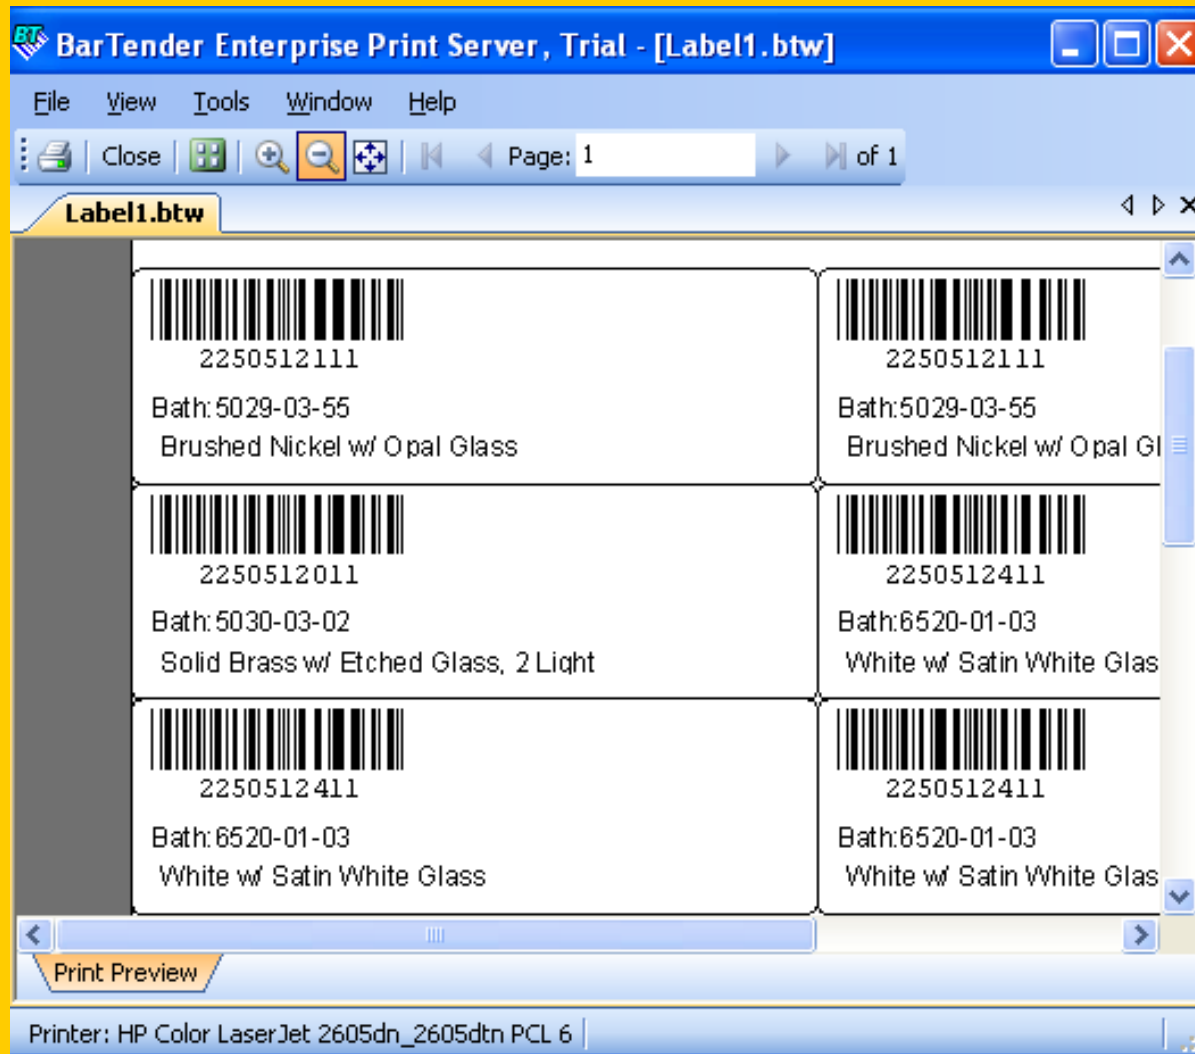 BarTender Enterprise Print Server, Trial - [Label1.btw]
File View Tools Window Help
Close Page: 1 of 1
Label1.btw
2250512111
Bath:5029-03-55
Brushed Nickel w/ Opal Glass
2250512111
Bath:5029-03-55
Brushed Nickel w/ Opal Gl
2250512011
Bath:5030-03-02
Solid Brass w/ Etched Glass, 2 Light
2250512411
Bath:6520-01-03
White w/ Satin White Glas
2250512411
Bath:6520-01-03
White w/ Satin White Glass
2250512411
Bath:6520-01-03
White w/ Satin White Glas
Print Preview
Printer: HP Color LaserJet 2605dn_2605dtn PCL 6